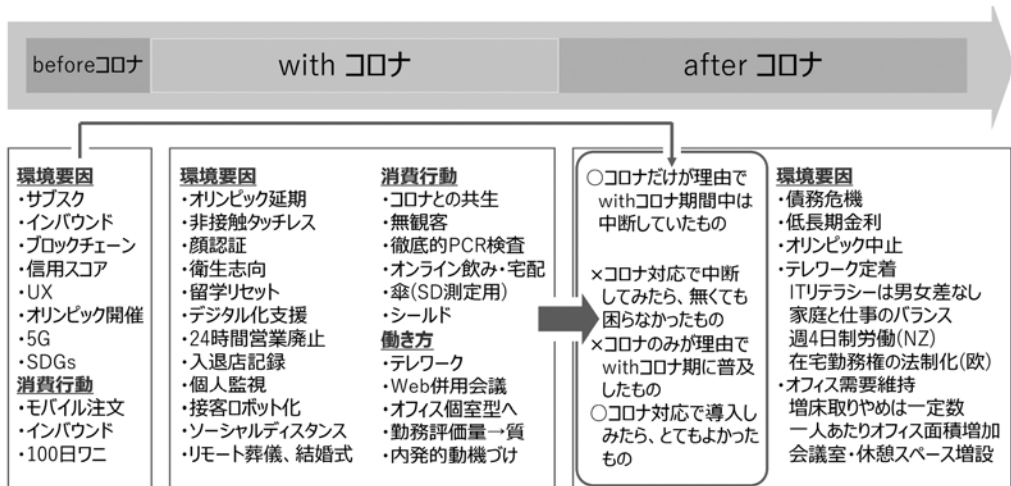 beforeコロナ
with コロナ
after コロナ
環境要因
・サブスク
・インバウンド
・ブロックチェーン
・信用スコア
・UX
・オリンピック開催
・5G
・SDGs
消費行動
・モバイル注文
・インバウンド
・100日ワニ
環境要因
・オリンピック延期
・非接触タッチレス
・顔認証
・衛生志向
・留学リセット
・デジタル化支援
・24時間営業廃止
・入退店記録
・個人監視
・接客ロボット化
・ソーシャルディスタンス
・リモート葬儀、結婚式
消費行動
・コロナとの共生
・無観客
・徹底的PCR検査
・オンライン飲み・宅配
・傘(SD測定用)
・シールド
働き方
・テレワーク
・Web併用会議
・オフィス個室型へ
・勤務評価量→質
・内発的動機づけ
○コロナだけが理由で
withコロナ期間中は
中断していたもの
×コロナ対応で中断
してみたら、無くても
困らなかったもの
×コロナのみが理由で
withコロナ期に普及
したもの
○コロナ対応で導入し
みたら、とてもよかった
もの
環境要因
・債務危機
・低長期金利
・オリンピック中止
・テレワーク定着
ITリテラシーは男女差なし
家庭と仕事のバランス
週4日制労働(NZ)
在宅勤務権の法制化(欧)
・オフィス需要維持
増床取りやめは一定数
一人あたりオフィス面積増加
会議室・休憩スペース増設